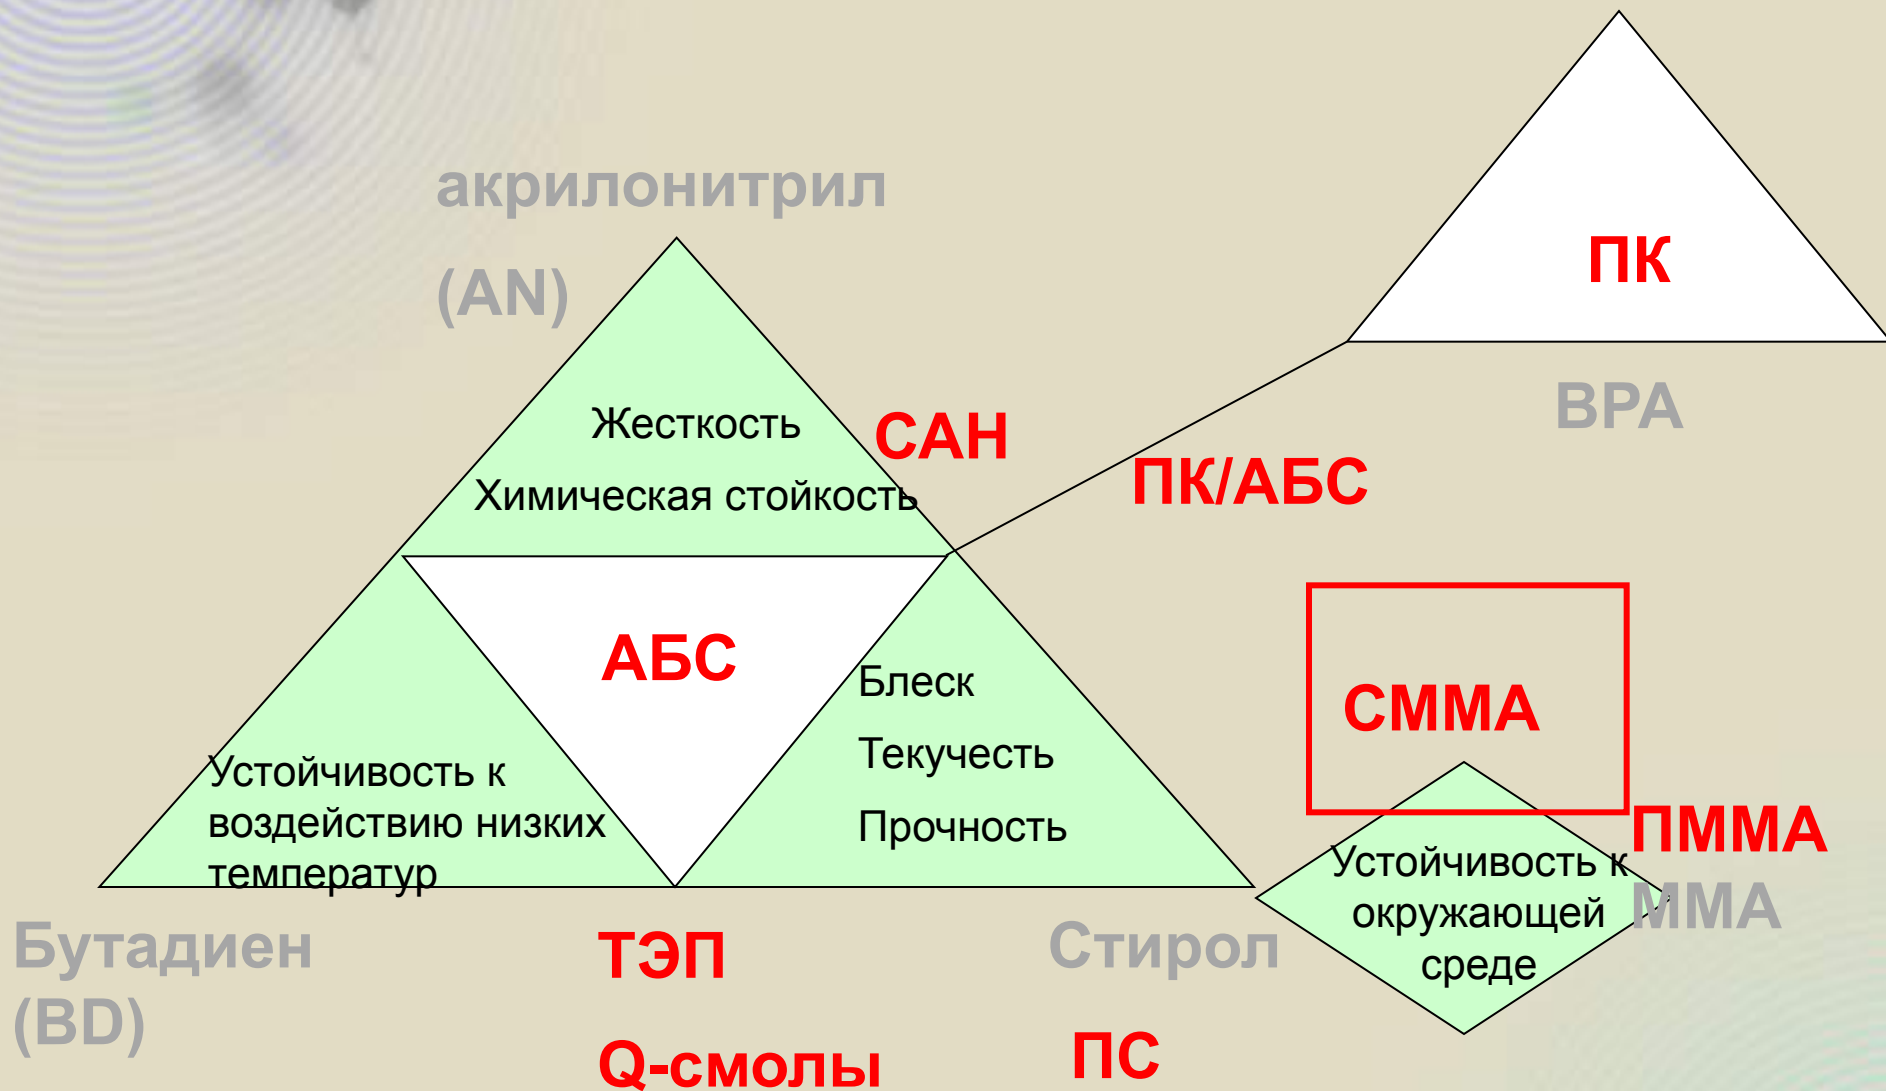 акрилонитрил
(AN)
ПК
BPA
Жесткость
Химическая стойкость
САН
ПК/АБС
АБС
Блеск
Текучесть
Прочность
СММА
Устойчивость к
воздействию низких
температур
ПММА
ММА
Устойчивость к
окружающей
среде
Бутадиен
(BD)
ТЭП
Q-смолы
Стирол
ПС